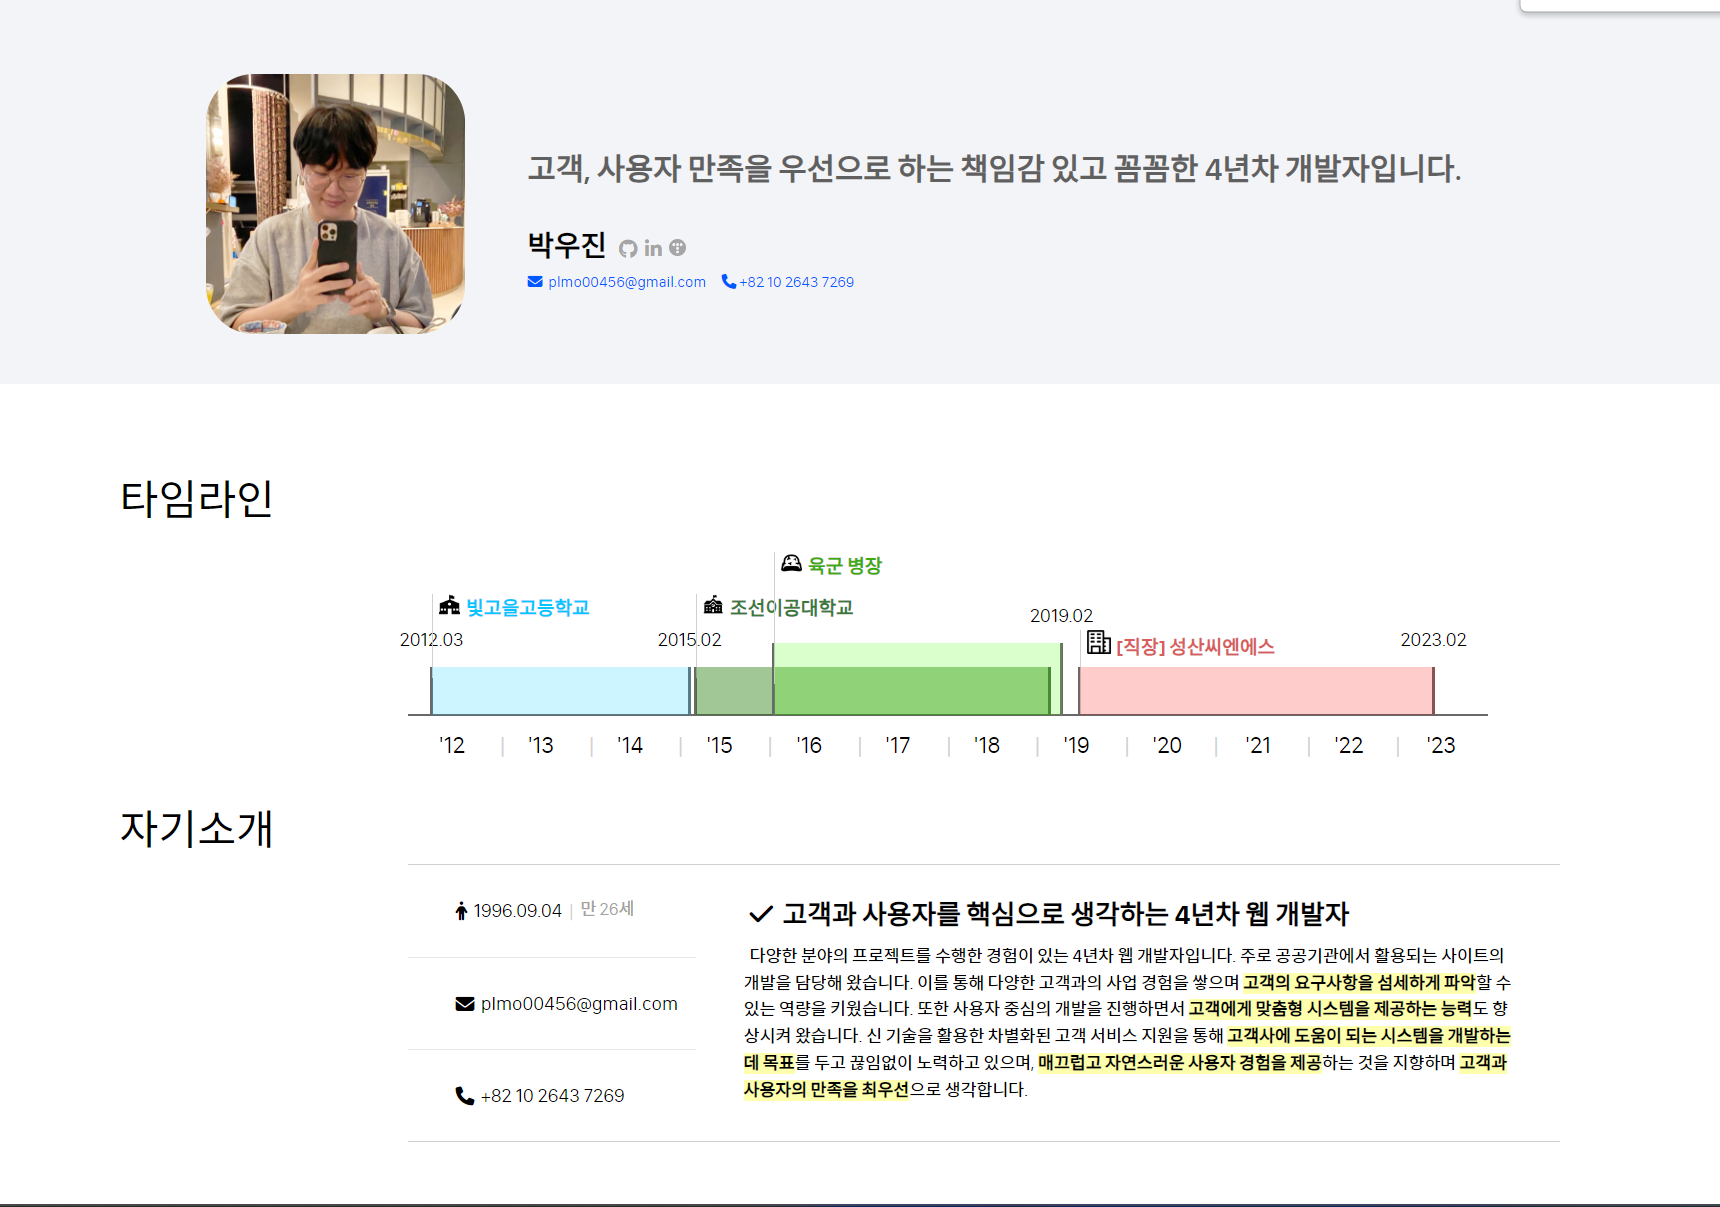 고객, 사용자 만족을 우선으로 하는 책임감 있고 꼼꼼한 4년차 개발자입니다.
박우진
plmo00456@gmail.com +82 10 2643 7269
타임라인
육군 병장
빛고을고등학교
조선이공대학교
2019.02
2012.03
2015.02
[직장] 성산씨엔에스
2023.02
'12 | '13 | '14 | '15 | '16 | '17 | '18 | '19 | '20 | '21 | '22 | '23
자기소개
1996.09.04 | 만 26세
plmo00456@gmail.com
+82 10 2643 7269
고객과 사용자를 핵심으로 생각하는 4년차 웹 개발자
다양한 분야의 프로젝트를 수행한 경험이 있는 4년차 웹 개발자입니다. 주로 공공기관에서 활용되는 사이트의
개발을 담당해 왔습니다. 이를 통해 다양한 고객과의 사업 경험을 쌓으며 고객의 요구사항을 섬세하게 파악할 수
있는 역량을 키웠습니다. 또한 사용자 중심의 개발을 진행하면서 고객에게 맞춤형 시스템을 제공하는 능력도 향
상시켜 왔습니다. 신 기술을 활용한 차별화된 고객 서비스 지원을 통해 고객사에 도움이 되는 시스템을 개발하는
데 목표를 두고 끊임없이 노력하고 있으며, 매끄럽고 자연스러운 사용자 경험을 제공하는 것을 지향하며 고객과
사용자의 만족을 최우선으로 생각합니다.